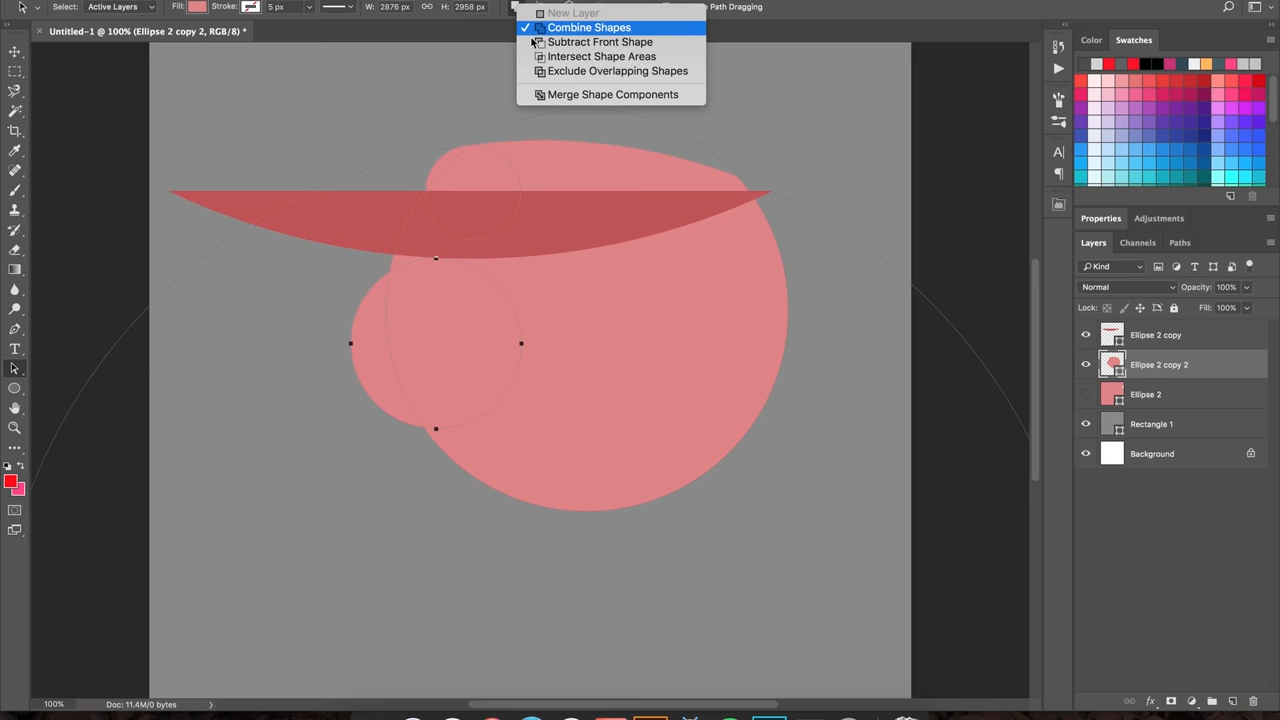 Select: Active Layers Fill: Stroke: 5 px W: 2876 px H: 2958 px Path Dragging
New Layer
Combine Shapes
Subtract Front Shape
Intersect Shape Areas
Exclude Overlapping Shapes
Merge Shape Components
Untitled-1 @ 100% (Ellipse 2 copy 2, RGB/8) *
Color Swatches
Properties Adjustments
Layers Channels Paths
Kind
Normal Opacity: 100%
Lock: Fill: 100%
Ellipse 2 copy
Ellipse 2 copy 2
Ellipse 2
Rectangle 1
Background
100% Doc: 11.4M/0 bytes